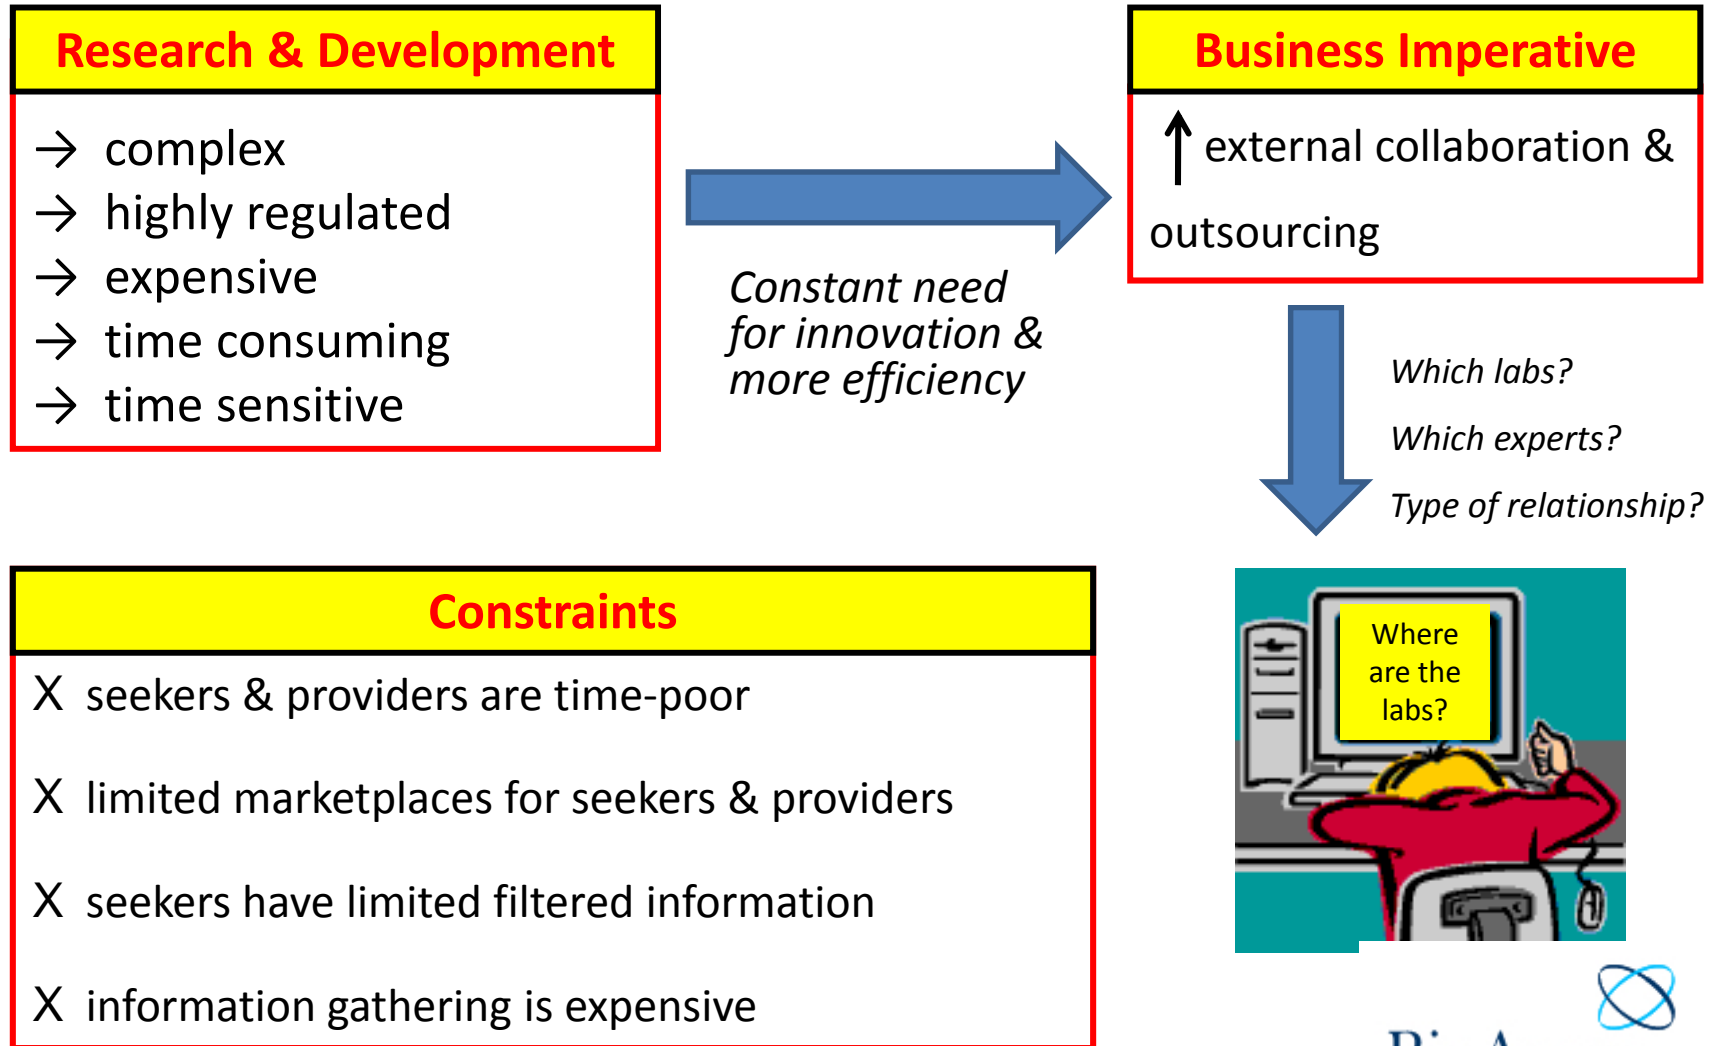 Research & Development
→ complex
→ highly regulated
→ expensive
→ time consuming
→ time sensitive
Constant need
for innovation &
more efficiency
Business Imperative
↑ external collaboration &
outsourcing
Which labs?
Which experts?
Type of relationship?
Where
are the
labs?
Constraints
X seekers & providers are time-poor
X limited marketplaces for seekers & providers
X seekers have limited filtered information
X information gathering is expensive